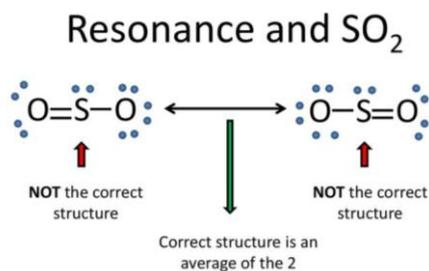 Resonance and SO₂
O=S–O
O–S=O
NOT the correct
structure
NOT the correct
structure
Correct structure is an
average of the 2